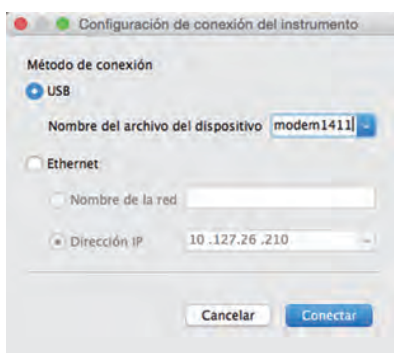 Configuración de conexión del instrumento
Método de conexión
USB
Nombre del archivo del dispositivo modem1411
Ethernet
Nombre de la red
Dirección IP 10 .127.26 .210
Cancelar Conectar